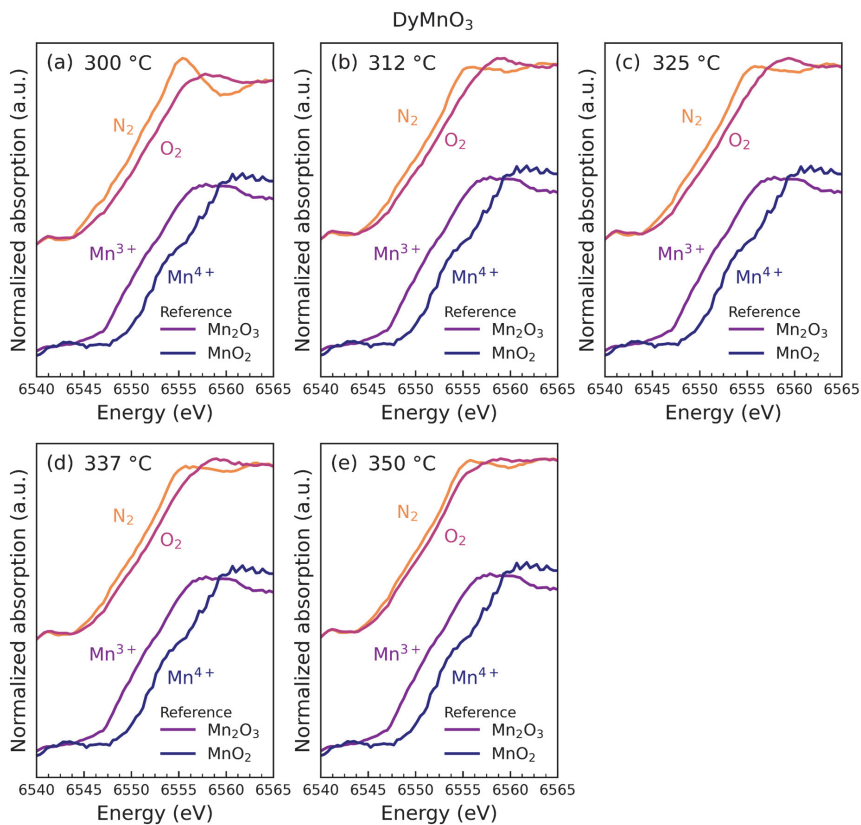 DyMnO₃
(a) 300 °C
N₂
O₂
Mn³⁺
Mn⁴⁺
Reference
Mn₂O₃
MnO₂
Normalized absorption (a.u.)
6540 6545 6550 6555 6560 6565
Energy (eV)
(b) 312 °C
N₂
O₂
Mn³⁺
Mn⁴⁺
Reference
Mn₂O₃
MnO₂
Normalized absorption (a.u.)
6540 6545 6550 6555 6560 6565
Energy (eV)
(c) 325 °C
N₂
O₂
Mn³⁺
Mn⁴⁺
Reference
Mn₂O₃
MnO₂
Normalized absorption (a.u.)
6540 6545 6550 6555 6560 6565
Energy (eV)
(d) 337 °C
N₂
O₂
Mn³⁺
Mn⁴⁺
Reference
Mn₂O₃
MnO₂
Normalized absorption (a.u.)
6540 6545 6550 6555 6560 6565
Energy (eV)
(e) 350 °C
N₂
O₂
Mn³⁺
Mn⁴⁺
Reference
Mn₂O₃
MnO₂
Normalized absorption (a.u.)
6540 6545 6550 6555 6560 6565
Energy (eV)